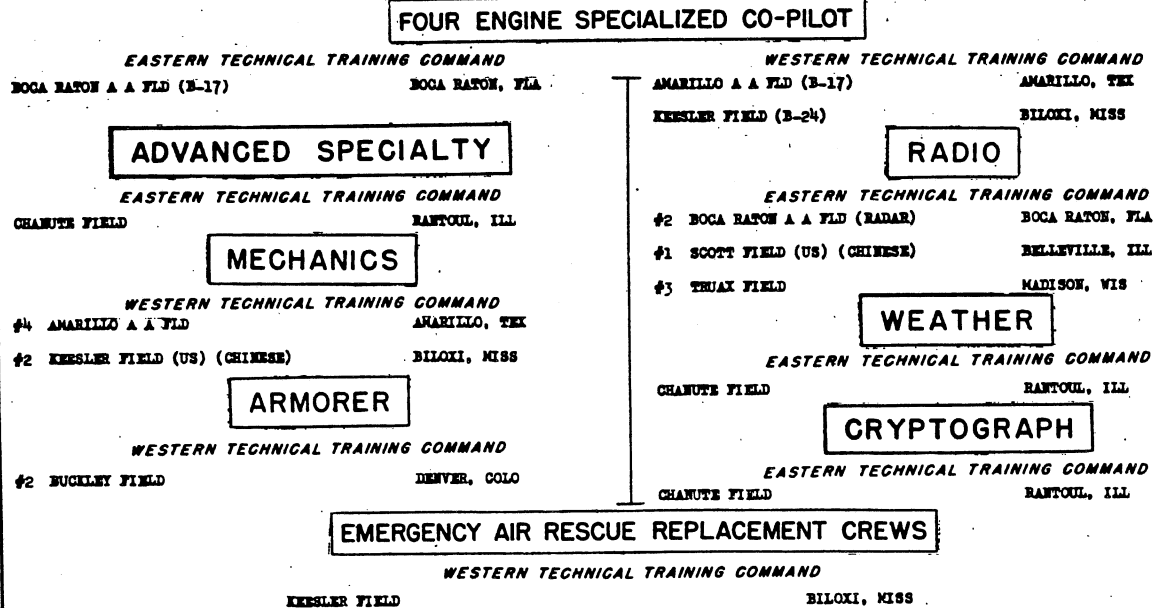 FOUR ENGINE SPECIALIZED CO-PILOT
EASTERN TECHNICAL TRAINING COMMAND
BOCA RATON A A FLD (B-17) BOCA RATON, FLA
ADVANCED SPECIALTY
EASTERN TECHNICAL TRAINING COMMAND
CHANUTE FIELD RANTOUL, ILL
MECHANICS
WESTERN TECHNICAL TRAINING COMMAND
#4 AMARILLO A A FLD AMARILLO, TEX
#2 KEESLER FIELD (US) (CHINESE) BILOXI, MISS
ARMORER
WESTERN TECHNICAL TRAINING COMMAND
#2 BUCKLEY FIELD DENVER, COLO
WESTERN TECHNICAL TRAINING COMMAND
AMARILLO A A FLD (B-17) AMARILLO, TEX
KEESLER FIELD (B-24) BILOXI, MISS
RADIO
EASTERN TECHNICAL TRAINING COMMAND
#2 BOCA RATON A A FLD (RADAR) BOCA RATON, FLA
#1 SCOTT FIELD (US) (CHINESE) BELLEVILLE, ILL
#3 TRUAX FIELD MADISON, WIS
WEATHER
EASTERN TECHNICAL TRAINING COMMAND
CHANUTE FIELD RANTOUL, ILL
CRYPTOGRAPH
EASTERN TECHNICAL TRAINING COMMAND
CHANUTE FIELD RANTOUL, ILL
EMERGENCY AIR RESCUE REPLACEMENT CREWS
WESTERN TECHNICAL TRAINING COMMAND
KEESLER FIELD BILOXI, MISS